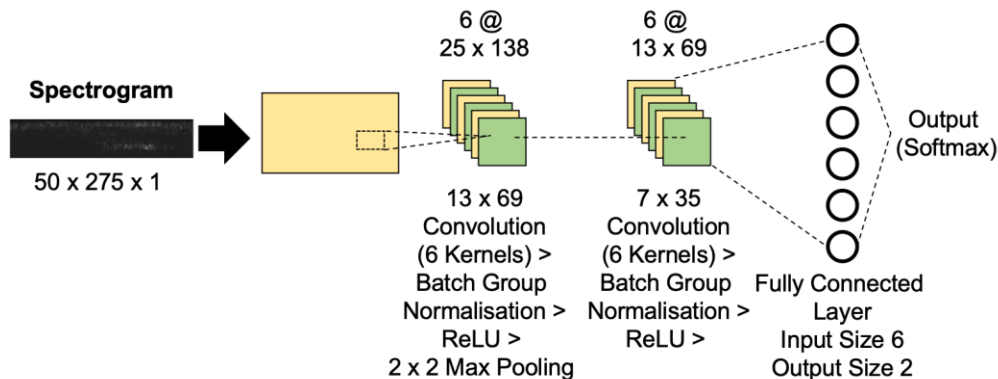 Spectrogram
50 x 275 x 1
6 @
25 x 138
13 x 69
Convolution
(6 Kernels) >
Batch Group
Normalisation >
ReLU >
2 x 2 Max Pooling
6 @
13 x 69
7 x 35
Convolution
(6 Kernels) >
Batch Group
Normalisation >
ReLU >
Fully Connected
Layer
Input Size 6
Output Size 2
Output
(Softmax)